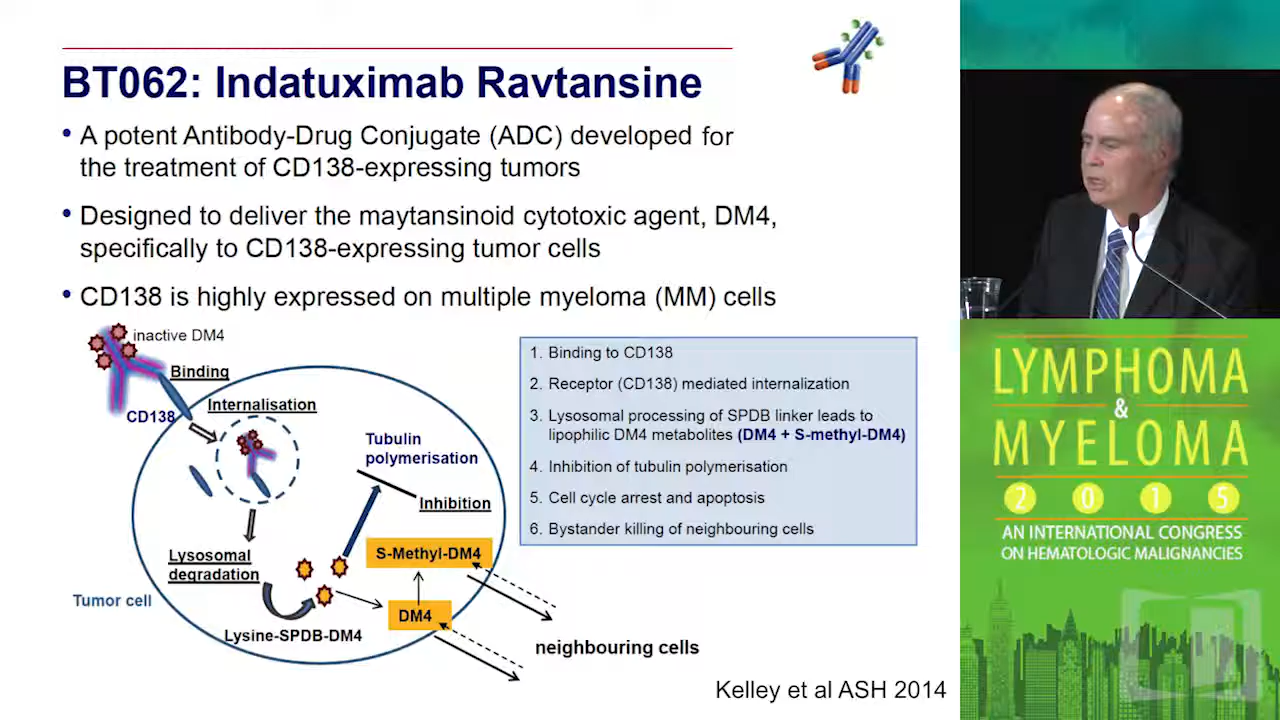 BT062: Indatuximab Ravtansine
• A potent Antibody-Drug Conjugate (ADC) developed for
the treatment of CD138-expressing tumors
• Designed to deliver the maytansinoid cytotoxic agent, DM4,
specifically to CD138-expressing tumor cells
• CD138 is highly expressed on multiple myeloma (MM) cells
inactive DM4
Binding
CD138
Internalisation
Tubulin
polymerisation
Inhibition
Lysosomal
degradation
S-Methyl-DM4
Tumor cell
DM4
Lysine-SPDB-DM4
neighbouring cells
1. Binding to CD138
2. Receptor (CD138) mediated internalization
3. Lysosomal processing of SPDB linker leads to
lipophilic DM4 metabolites (DM4 + S-methyl-DM4)
4. Inhibition of tubulin polymerisation
5. Cell cycle arrest and apoptosis
6. Bystander killing of neighbouring cells
Kelley et al ASH 2014
LYMPHOMA
&
MYELOMA
2015
AN INTERNATIONAL CONGRESS
ON HEMATOLOGIC MALIGNANCIES